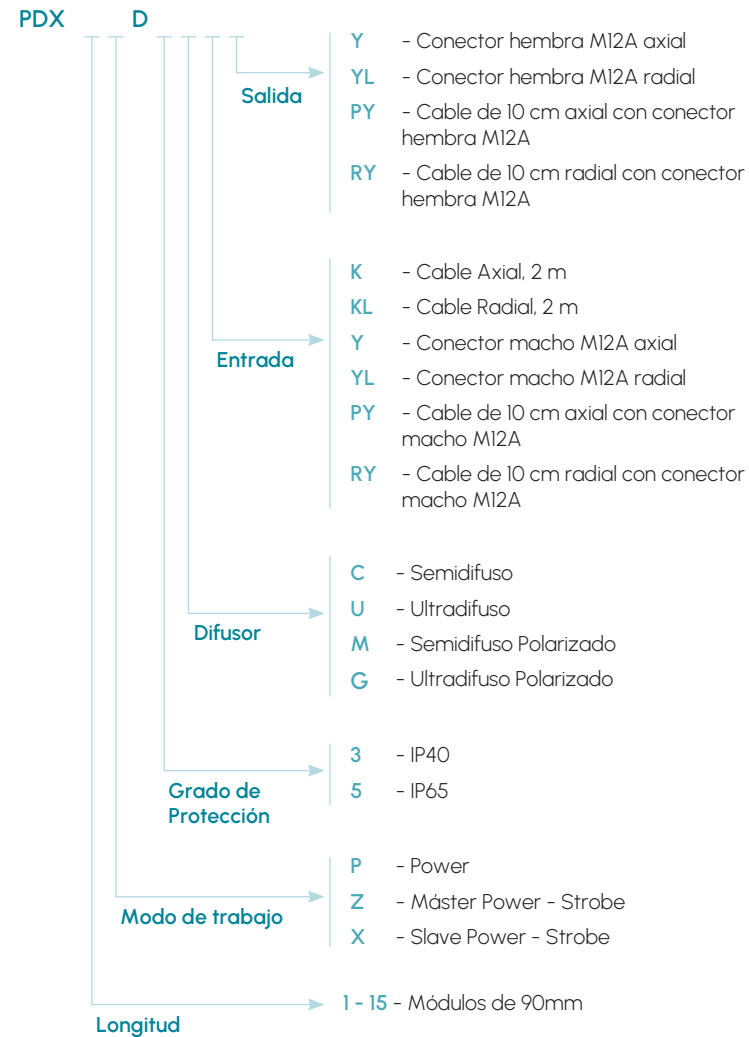 PDX D
Salida
Y - Conector hembra M12A axial
YL - Conector hembra M12A radial
PY - Cable de 10 cm axial con conector
hembra M12A
RY - Cable de 10 cm radial con conector
hembra M12A
Entrada
K - Cable Axial, 2 m
KL - Cable Radial, 2 m
Y - Conector macho M12A axial
YL - Conector macho M12A radial
PY - Cable de 10 cm axial con conector
macho M12A
RY - Cable de 10 cm radial con conector
macho M12A
Difusor
C - Semidifuso
U - Ultradifuso
M - Semidifuso Polarizado
G - Ultradifuso Polarizado
Grado de
Protección
3 - IP40
5 - IP65
Modo de trabajo
P - Power
Z - Máster Power - Strobe
X - Slave Power - Strobe
Longitud
1 - 15 - Módulos de 90mm